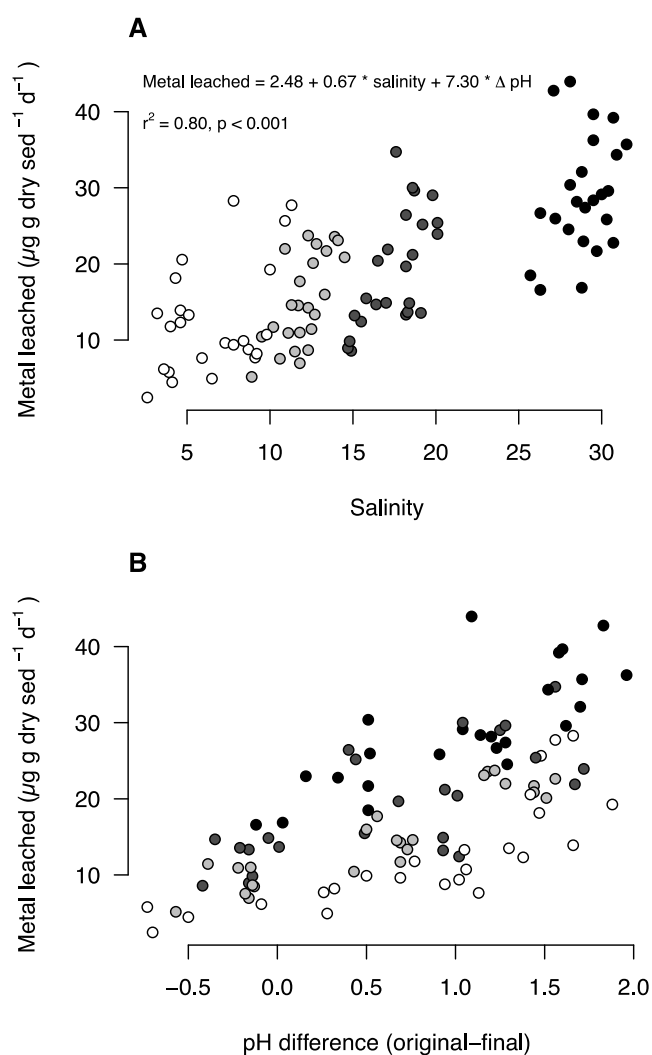 A
Metal leached = 2.48 + 0.67 * salinity + 7.30 * Δ pH
r² = 0.80, p < 0.001
Metal leached (µg g dry sed ⁻¹ d⁻¹ )
40
30
20
10
5 10 15 20 25 30
Salinity
B
Metal leached (µg g dry sed ⁻¹ d⁻¹ )
40
30
20
10
−0.5 0.0 0.5 1.0 1.5 2.0
pH difference (original−final)